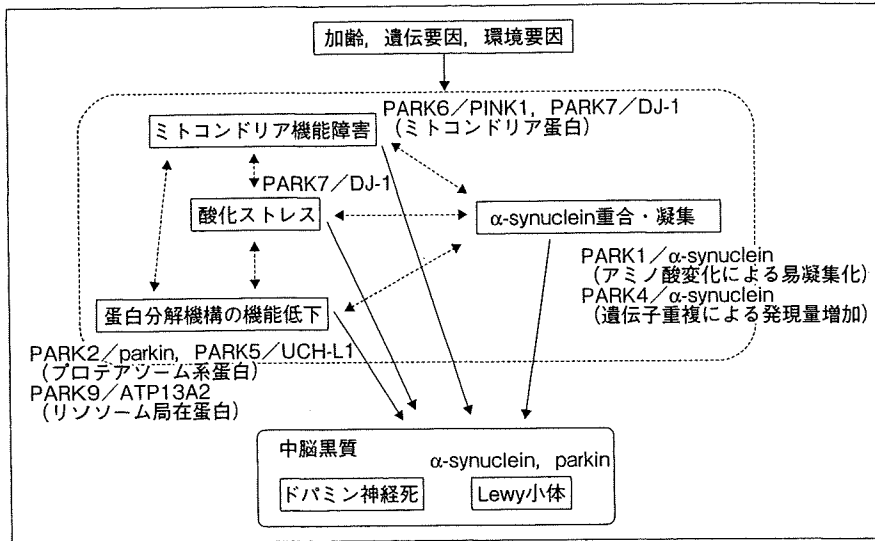 加齢，遺伝要因，環境要因
PARK6／PINK1，PARK7／DJ-1
（ミトコンドリア蛋白）
ミトコンドリア機能障害
PARK7／DJ-1
酸化ストレス
α-synuclein重合・凝集
PARK1／α-synuclein
（アミノ酸変化による易凝集化）
PARK4／α-synuclein
（遺伝子重複による発現量増加）
蛋白分解機構の機能低下
PARK2／parkin，PARK5／UCH-L1
（プロテアソーム系蛋白）
PARK9／ATP13A2
（リソソーム局在蛋白）
中脳黒質
α-synuclein，parkin
ドパミン神経死
Lewy小体